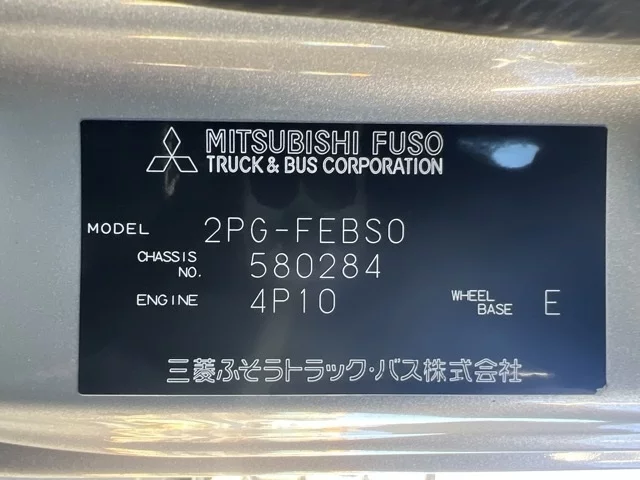 MITSUBISHI FUSO
TRUCK & BUS CORPORATION
MODEL 2PG-FEBS0
CHASSIS NO. 580284
ENGINE 4P10 WHEEL BASE E
三菱ふそうトラック・バス株式会社